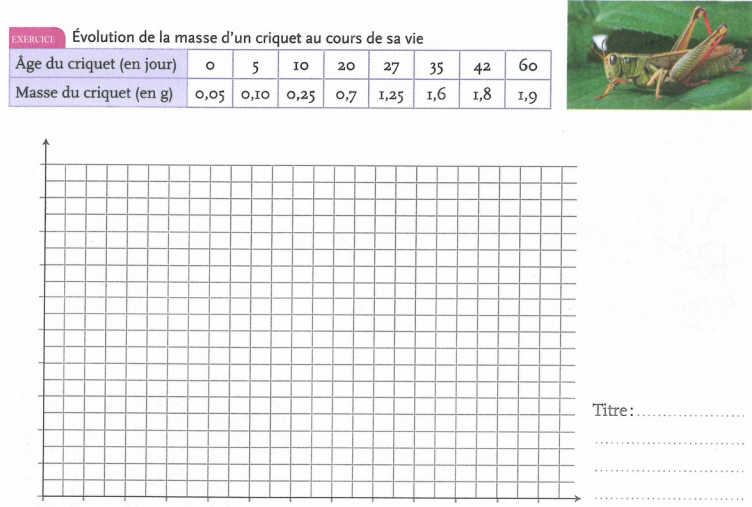 EXERCICE Évolution de la masse d'un criquet au cours de sa vie
Âge du criquet (en jour) 0 5 10 20 27 35 42 60
Masse du criquet (en g) 0,05 0,10 0,25 0,7 1,25 1,6 1,8 1,9
Titre: